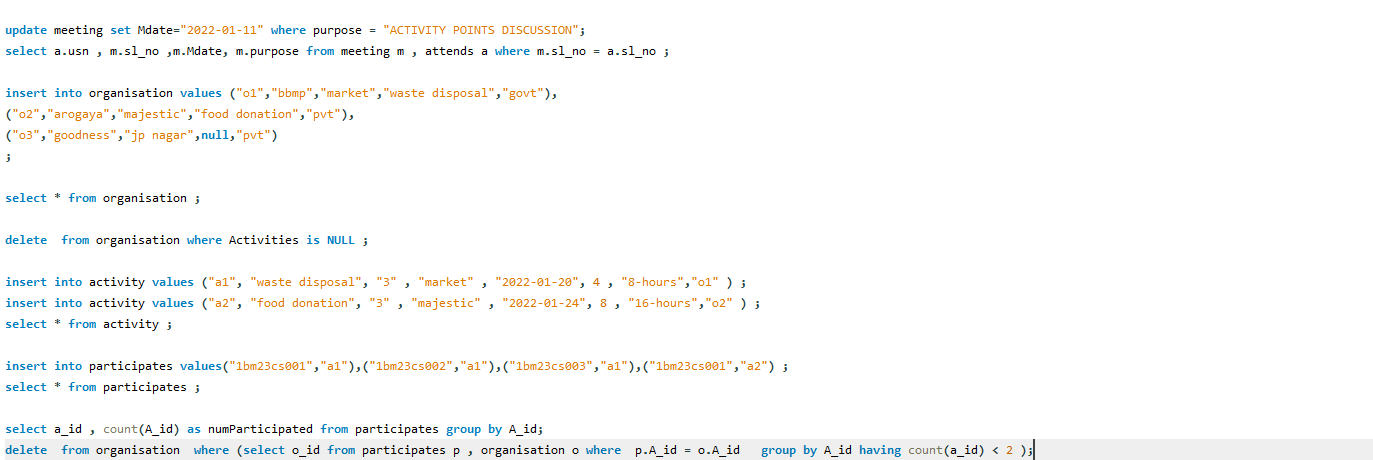 update meeting set Mdate="2022-01-11" where purpose = "ACTIVITY POINTS DISCUSSION";
select a.usn , m.sl_no ,m.Mdate, m.purpose from meeting m , attends a where m.sl_no = a.sl_no ;
insert into organisation values ("o1","bbmp","market","waste disposal","govt"),
("o2","arogaya","majestic","food donation","pvt"),
("o3","goodness","jp nagar",null,"pvt")
;
select * from organisation ;
delete  from organisation where Activities is NULL ;
insert into activity values ("a1", "waste disposal", "3" , "market" , "2022-01-20", 4 , "8-hours","o1" ) ;
insert into activity values ("a2", "food donation", "3" , "majestic" , "2022-01-24", 8 , "16-hours","o2" ) ;
select * from activity ;
insert into participates values("1bm23cs001","a1"),("1bm23cs002","a1"),("1bm23cs003","a1"),("1bm23cs001","a2") ;
select * from participates ;
select a_id , count(A_id) as numParticipated from participates group by A_id;
delete  from organisation  where (select o_id from participates p , organisation o where  p.A_id = o.A_id   group by A_id having count(a_id) < 2 );